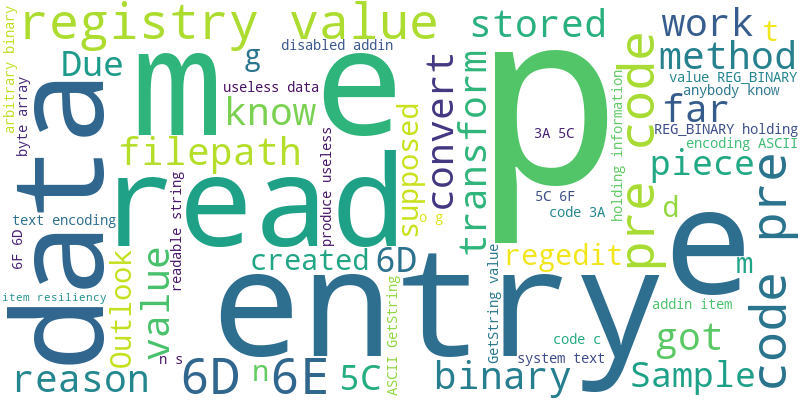 arbitrary binary
registry value
stored
work
t
disabled addin
Due
m
e
p
g
method
value REG_BINARY
anybody know
byte array
useless data
know
convert
transform
pre code
far
data
3A 5C
REG_BINARY holding
encoding ASCII
filepath
produce useless
supposed
holding information
piece
read
readable string
5C 6F
code 3A
text encoding
o g
d
code pre
6F 6D
Outlook
value
created
6D
GetString value
regedit
e
m
item resiliency
entry
addin item
n s
ASCII GetString
code c
got
system text
reason
6D
n
6E
5C
binary
Sample